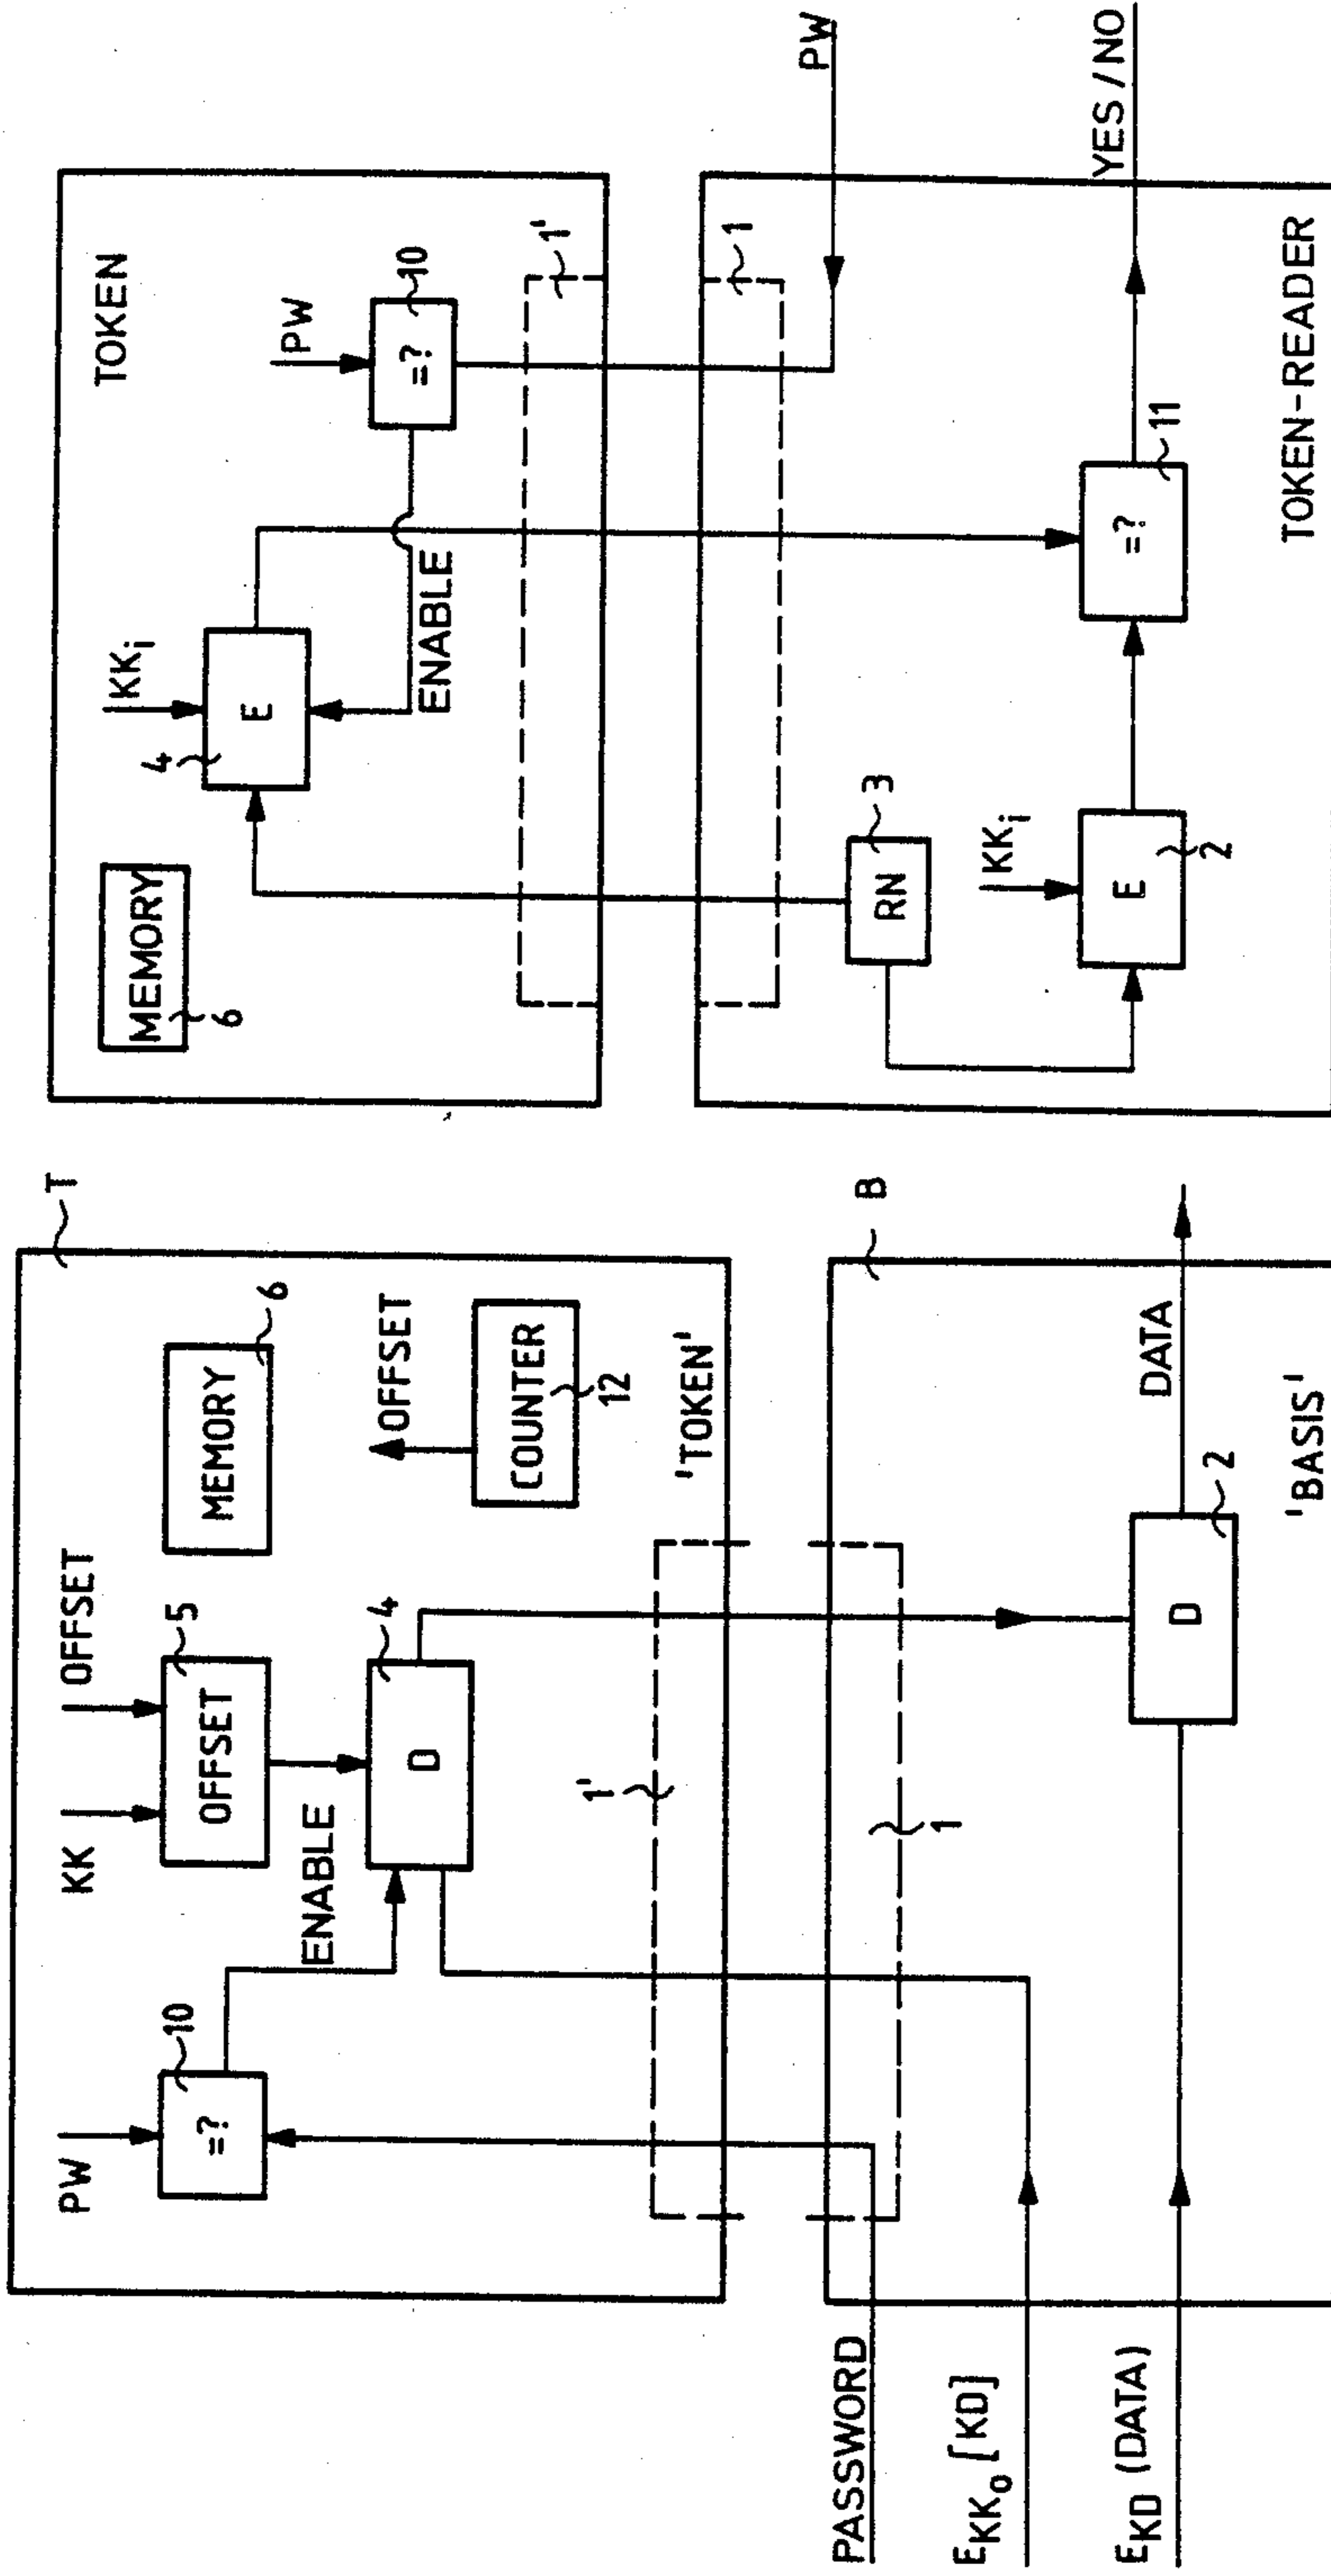 T
KK
OFFSET
PW
10
5
OFFSET
MEMORY
6
=?
ENABLE
4
D
OFFSET
COUNTER
12
1'
'TOKEN'
B
PASSWORD
1
E_KK₀ [KD]
E_KD (DATA)
D
2
DATA
'BASIS'
TOKEN
MEMORY
6
KKᵢ
4
E
PW
10
=?
ENABLE
1'
1
PW
RN
3
KKᵢ
E
2
=?
11
YES/NO
TOKEN-READER